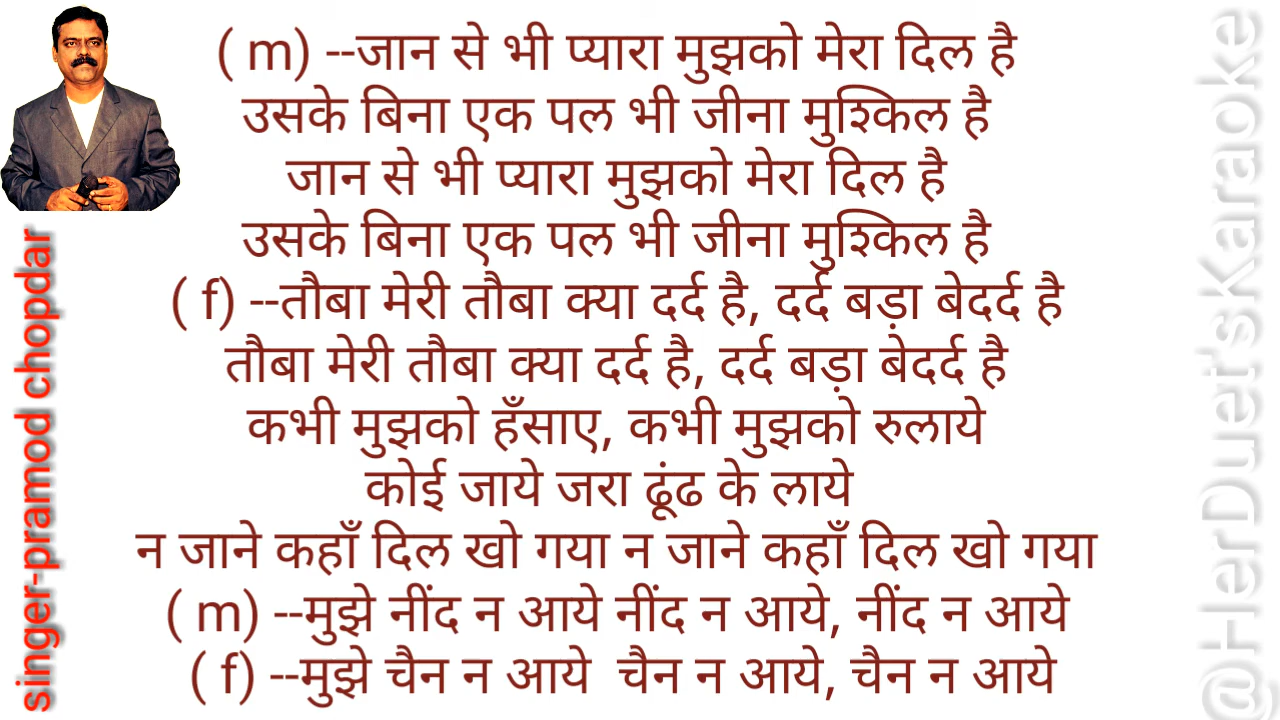 ( m) --जान से भी प्यारा मुझको मेरा दिल है
उसके बिना एक पल भी जीना मुश्किल है
जान से भी प्यारा मुझको मेरा दिल है
उसके बिना एक पल भी जीना मुश्किल है
( f) --तौबा मेरी तौबा क्या दर्द है, दर्द बड़ा बेदर्द है
तौबा मेरी तौबा क्या दर्द है, दर्द बड़ा बेदर्द है
कभी मुझको हँसाए, कभी मुझको रुलाये
कोई जाये जरा ढूंढ के लाये
न जाने कहाँ दिल खो गया न जाने कहाँ दिल खो गया
( m) --मुझे नींद न आये नींद न आये, नींद न आये
( f) --मुझे चैन न आये  चैन न आये, चैन न आये
singer-pramod chopdar
@HerDuet'sKaraoke